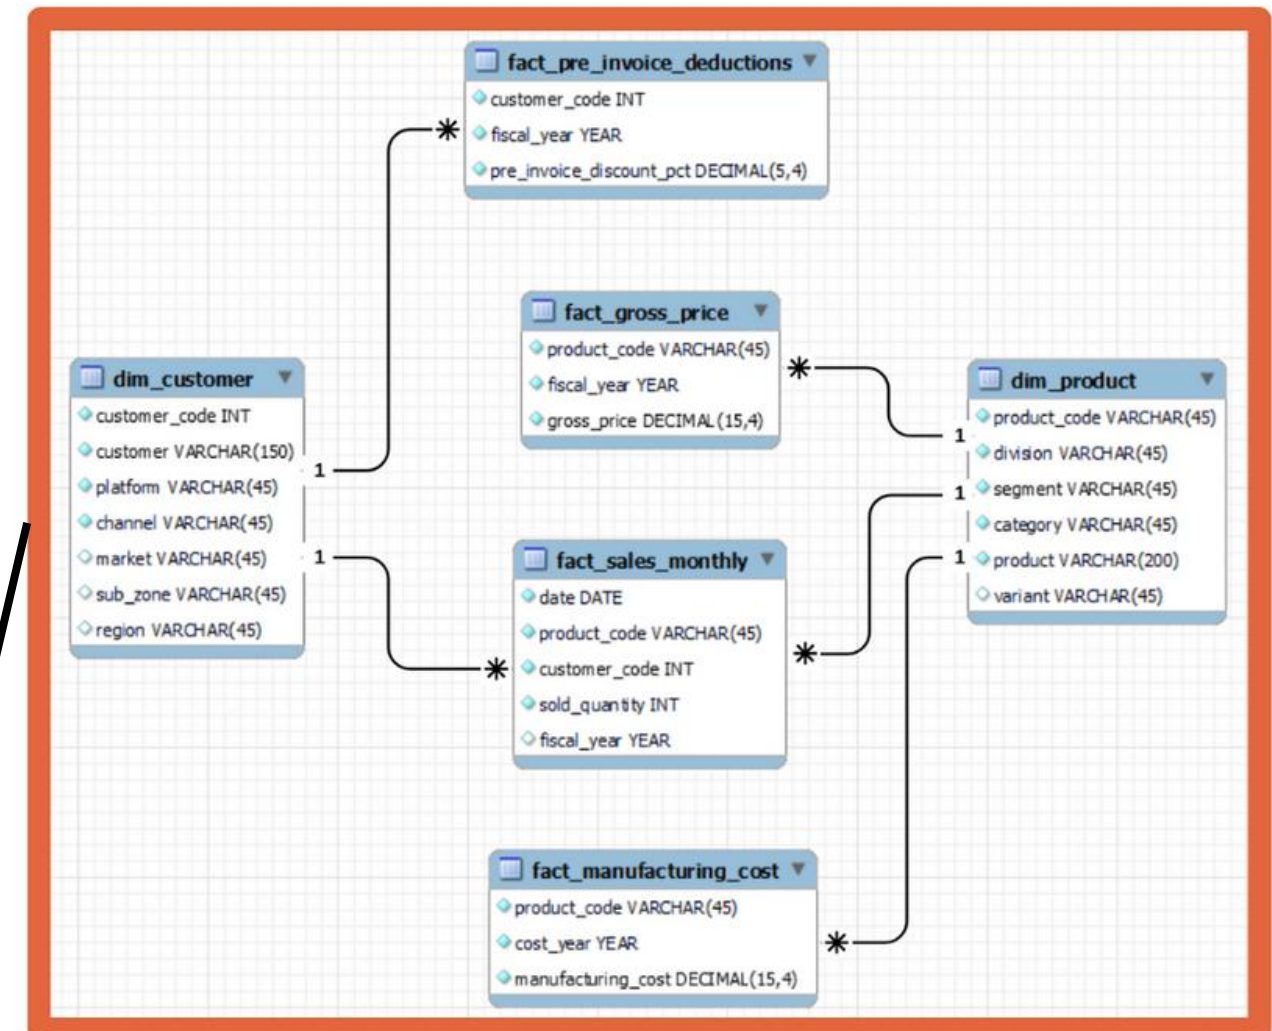 fact_pre_invoice_deductions
customer_code INT
fiscal_year YEAR
pre_invoice_discount_pct DECIMAL(5,4)
fact_gross_price
product_code VARCHAR(45)
fiscal_year YEAR
gross_price DECIMAL(15,4)
dim_customer
customer_code INT
customer VARCHAR(150)
platform VARCHAR(45)
channel VARCHAR(45)
market VARCHAR(45)
sub_zone VARCHAR(45)
region VARCHAR(45)
1
1
dim_product
product_code VARCHAR(45)
division VARCHAR(45)
segment VARCHAR(45)
category VARCHAR(45)
product VARCHAR(200)
variant VARCHAR(45)
1
1
1
fact_sales_monthly
date DATE
product_code VARCHAR(45)
customer_code INT
sold_quantity INT
fiscal_year YEAR
fact_manufacturing_cost
product_code VARCHAR(45)
cost_year YEAR
manufacturing_cost DECIMAL(15,4)